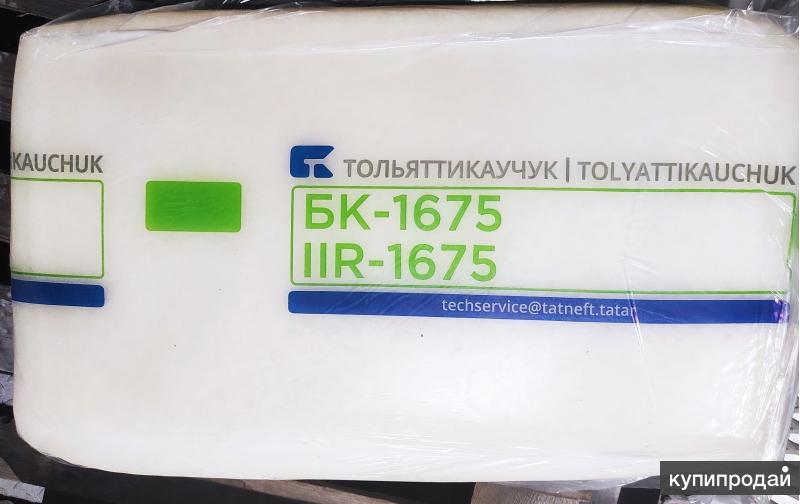 KAUCHUK
ТОЛЬЯТТИКАУЧУК | TOLYATTIKAUCHUK
БК-1675
IIR-1675
techservice@tatneft.tatar
купипродай